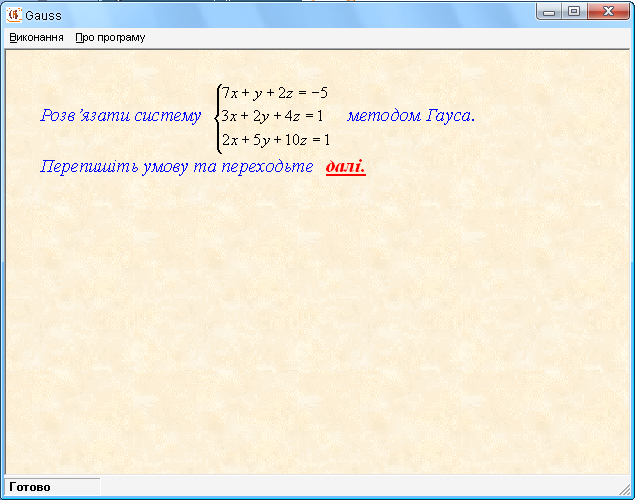 Gauss
Виконання Про програму
7x + y + 2z = −5
Розв'язати систему 3x + 2y + 4z = 1 методом Гауса.
2x + 5y + 10z = 1
Перепишіть умову та переходьте далі.
Готово